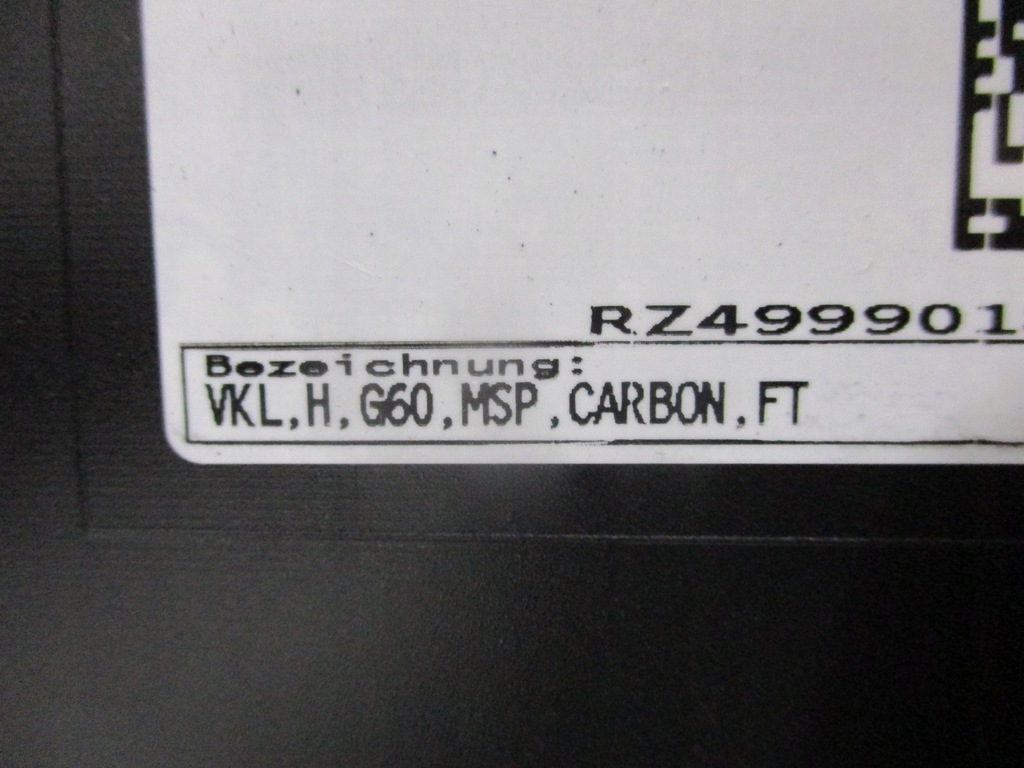 RZ499901
Bezeichnung:
VKL,H,G60,MSP,CARBON,FT